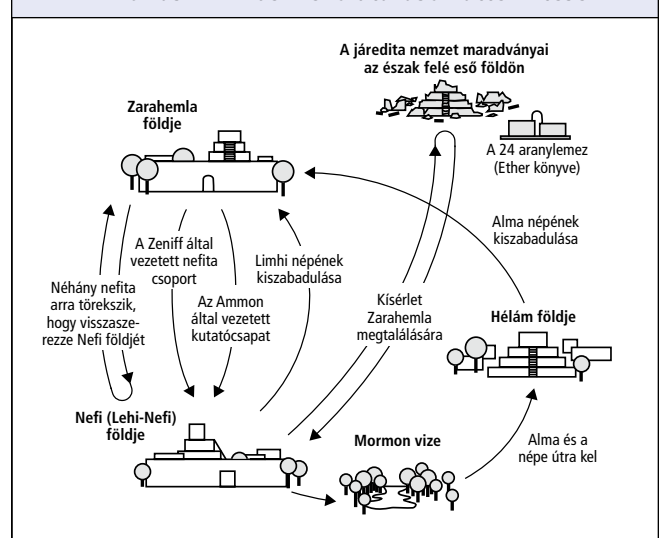 A járedita nemzet maradványai
az észak felé eső földön
Zarahemla
földje
A 24 aranylemez
(Ether könyve)
Alma népének
kiszabadulása
A Zeniff által
vezetett nefita
csoport
Limhi népének
kiszabadulása
Néhány nefita
arra törekszik,
hogy visszasze-
rezze Nefi földjét
Az Ammon
által vezetett
kutatócsapat
Kísérlet
Zarahemla
megtalálására
Hélám földje
Nefi (Lehi-Nefi)
földje
Mormon vize
Alma és a
népe útra kel